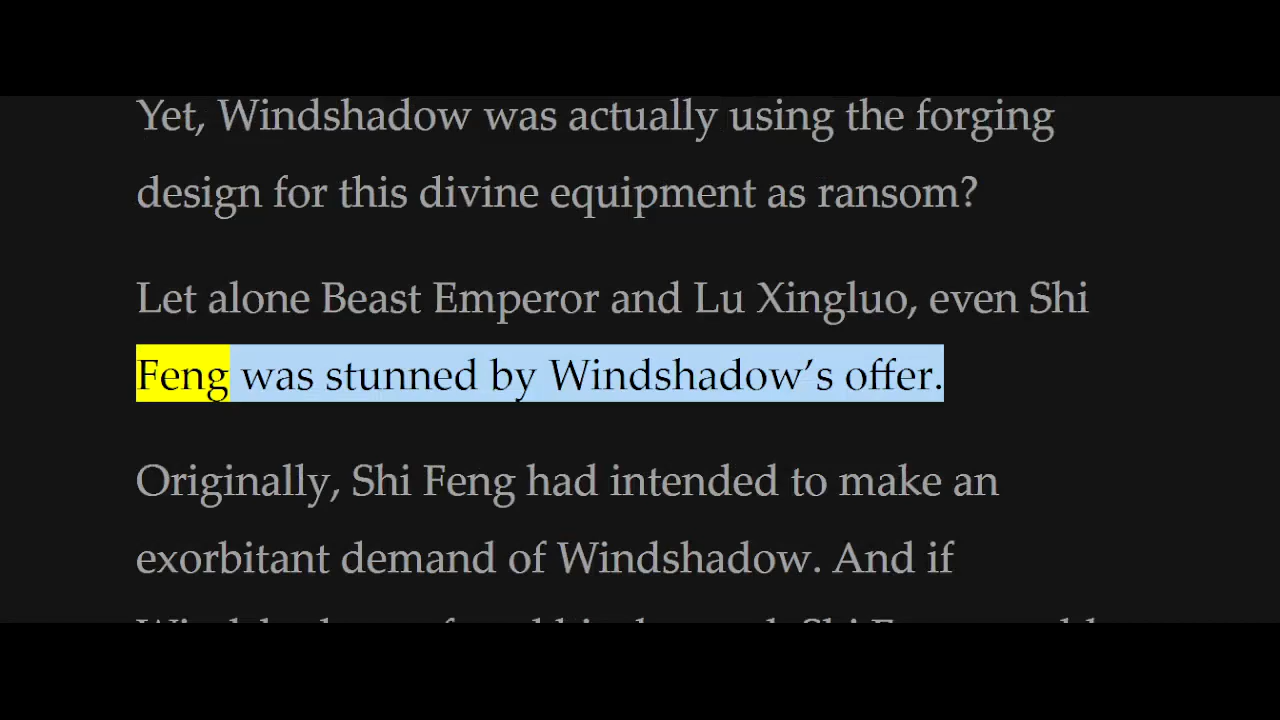 Yet, Windshadow was actually using the forging
design for this divine equipment as ransom?
Let alone Beast Emperor and Lu Xingluo, even Shi
Feng was stunned by Windshadow’s offer.
Originally, Shi Feng had intended to make an
exorbitant demand of Windshadow. And if